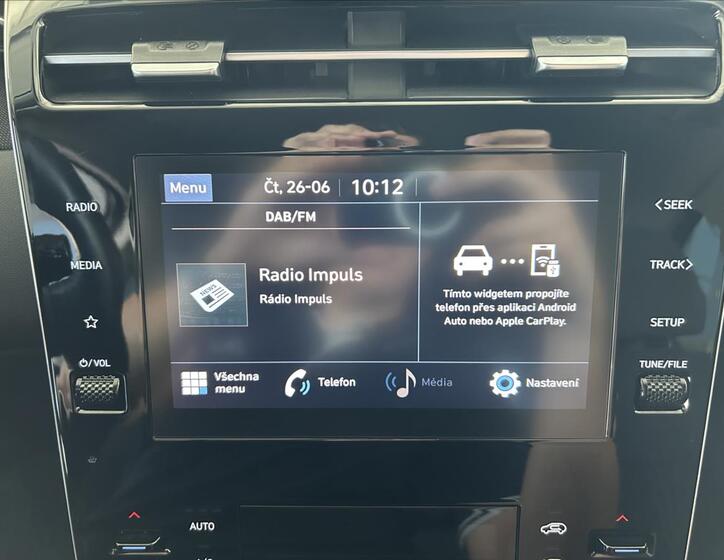 Menu
Čt, 26-06
10:12
DAB/FM
RADIO
SEEK
MEDIA
TRACK
NEWS
Radio Impuls
Rádio Impuls
Tímto widgetem propojíte
telefon přes aplikaci Android
Auto nebo Apple CarPlay.
SETUP
VOL
TUNE/FILE
Všechna
menu
Telefon
Média
Nastavení
AUTO